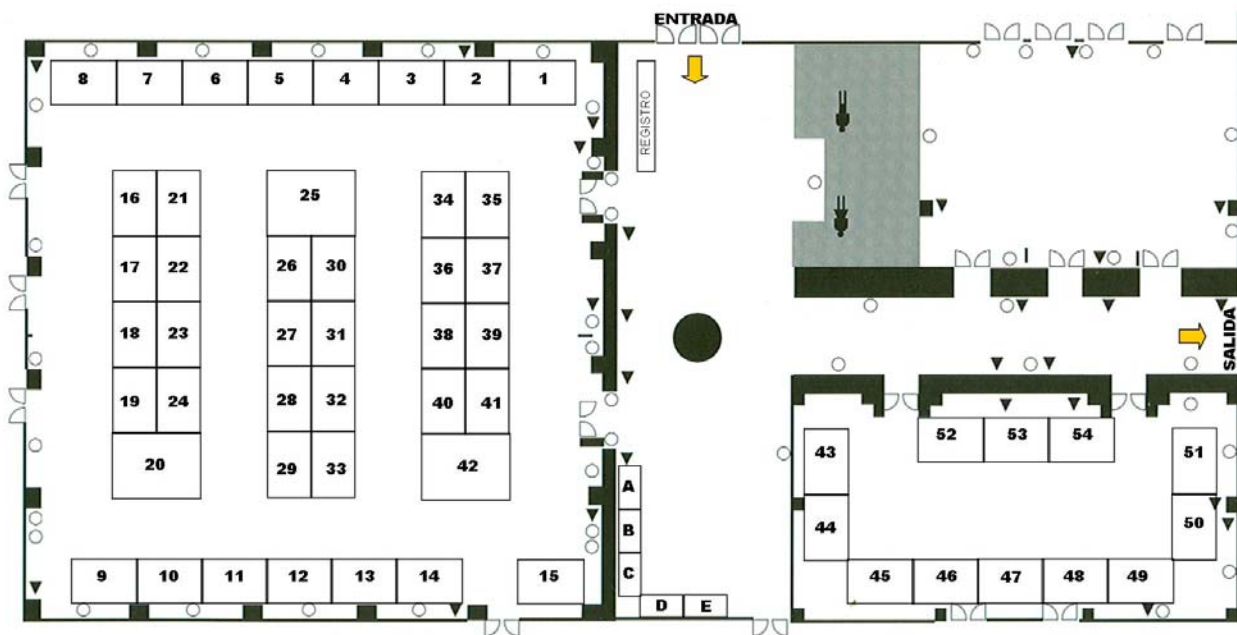 ENTRADA
8 7 6 5 4 3 2 1
REGISTRO
16 21 25 34 35
17 22 26 30 36 37
18 23 27 31 38 39
SALIDA
19 24 28 32 40 41
20 29 33 42
43 52 53 54 51
44 50
A
B
C
9 10 11 12 13 14 15
45 46 47 48 49
D E